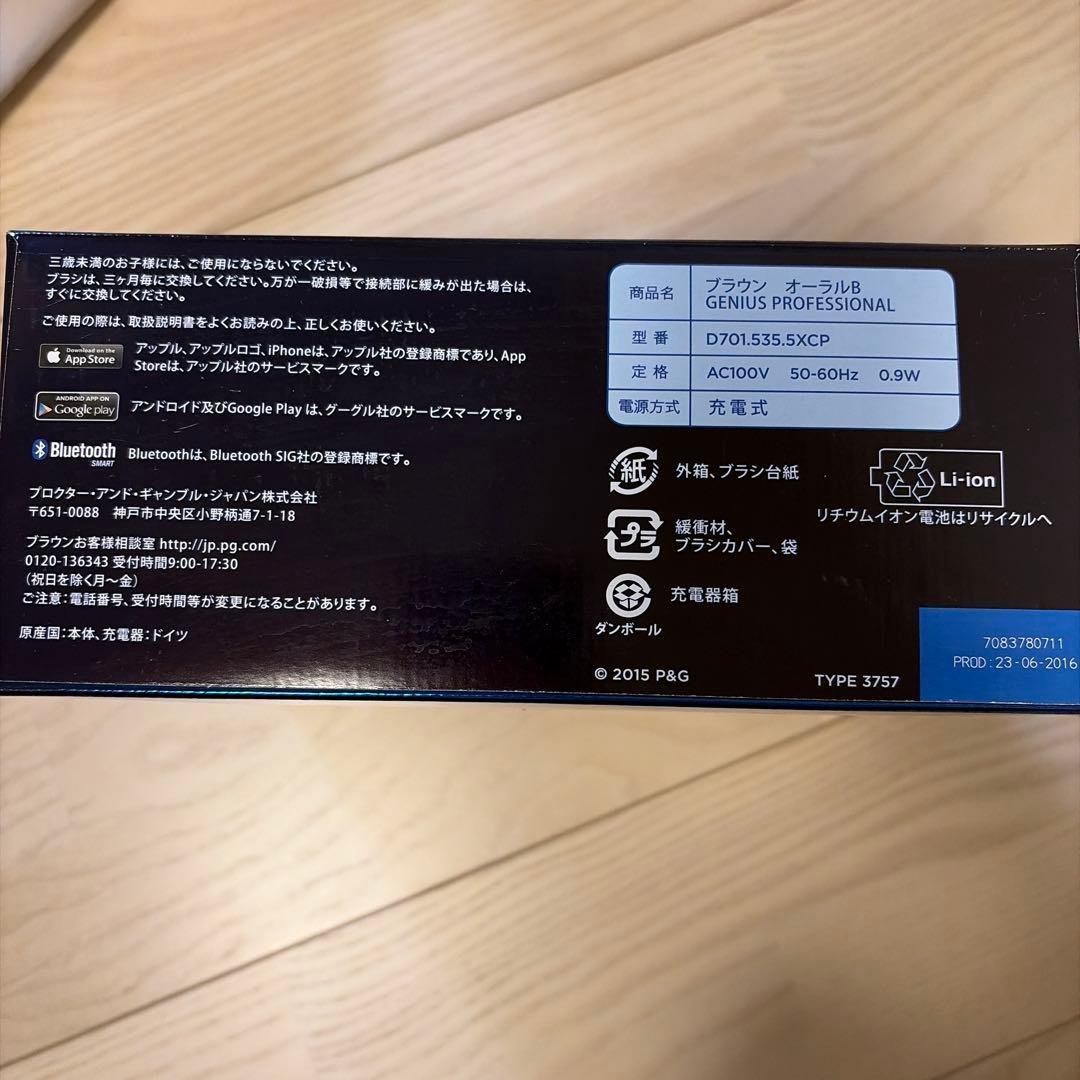 三歳未満のお子様には、ご使用にならないでください。
ブラシは、三ヶ月毎に交換してください。万が一破損等で接続部に緩みが出た場合は、
すぐに交換してください。
ご使用の際は、取扱説明書をよくお読みの上、正しくお使いください。
Download on the
App Store
アップル、アップルロゴ、iPhoneは、アップル社の登録商標であり、App
Storeは、アップル社のサービスマークです。
ANDROID APP ON
Google play
アンドロイド及びGoogle Play は、グーグル社のサービスマークです。
Bluetooth
SMART
Bluetoothは、Bluetooth SIG社の登録商標です。
プロクター・アンド・ギャンブル・ジャパン株式会社
〒651-0088 神戸市中央区小野柄通7-1-18
ブラウンお客様相談室 http://jp.pg.com/
0120-136343 受付時間9:00-17:30
(祝日を除く月〜金)
ご注意:電話番号、受付時間等が変更になることがあります。
原産国:本体、充電器:ドイツ
商品名 ブラウン オーラルB
GENIUS PROFESSIONAL
型 番 D701.535.5XCP
定 格 AC100V 50-60Hz 0.9W
電源方式 充電式
紙 外箱、ブラシ台紙
プラ 緩衝材、
ブラシカバー、袋
充電器箱
ダンボール
Li-ion
リチウムイオン電池はリサイクルへ
© 2015 P&G
TYPE 3757
7083780711
PROD:23-06-2016